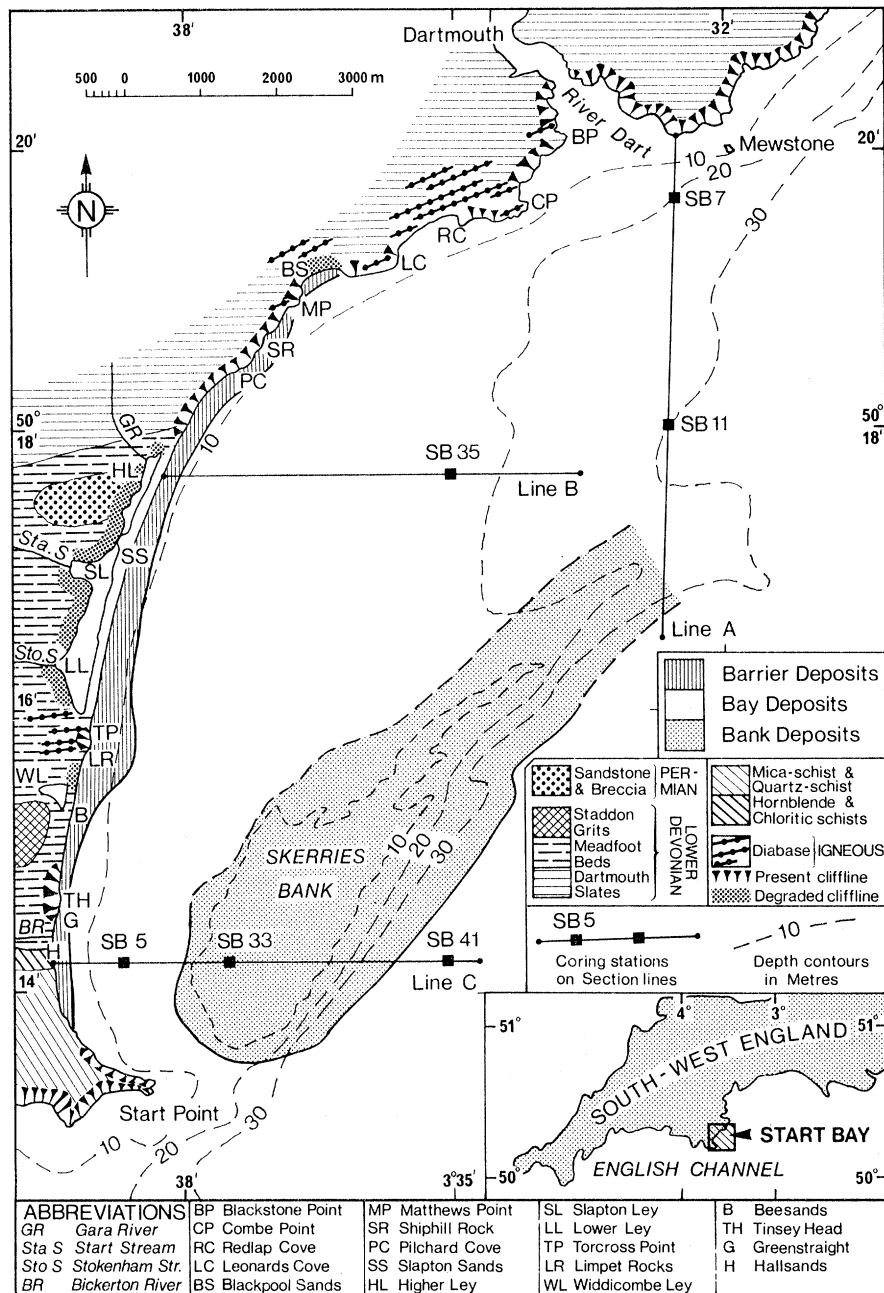 38'
32'
Dartmouth
500 0 1000 2000 3000 m
River Dart
BP
20'
20'
Mewstone
10
20
30
N
SB 7
CP
RC
BS
LC
MP
SR
PC
GR
10
50°
18'
SB 11
50°
18'
HL
SB 35
Line B
Sta. S
SS
SL
Sto. S
LL
Line A
16'
TP
LR
WL
B
Barrier Deposits
Bay Deposits
Bank Deposits
Sandstone & Breccia
PER-MIAN
Staddon Grits
Meadfoot Beds
Dartmouth Slates
LOWER DEVONIAN
Mica-schist & Quartz-schist
Hornblende & Chloritic schists
Diabase
IGNEOUS
Present cliffline
Degraded cliffline
SKERRIES
BANK
10
20
30
TH
G
BR
H
SB 5
SB 33
SB 41
Line C
14'
SB 5
Coring stations
on Section lines
10
Depth contours
in Metres
Start Point
10
20
30
38'
3°35'
4°
3°
51°
51°
SOUTH-WEST ENGLAND
START BAY
50°
ENGLISH CHANNEL
50°
ABBREVIATIONS
GR Gara River
Sta S Start Stream
Sto S Stokenham Str.
BR Bickerton River
BP Blackstone Point
CP Combe Point
RC Redlap Cove
LC Leonards Cove
BS Blackpool Sands
MP Matthews Point
SR Shiphill Rock
PC Pilchard Cove
SS Slapton Sands
HL Higher Ley
SL Slapton Ley
LL Lower Ley
TP Torcross Point
LR Limpet Rocks
WL Widdicombe Ley
B Beesands
TH Tinsey Head
G Greenstraight
H Hallsands